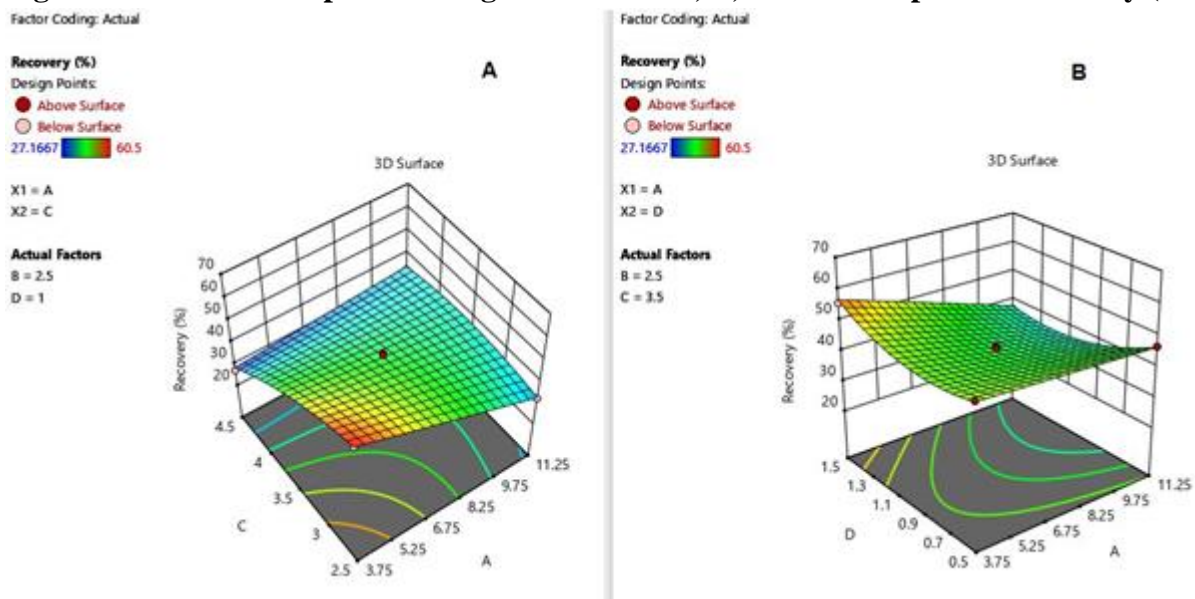 Factor Coding: Actual
Recovery (%)
Design Points:
Above Surface
Below Surface
27.1667 60.5
X1 = A
X2 = C
Actual Factors
B = 2.5
D = 1
A
3D Surface
Recovery (%)
70
60
50
40
30
20
4.5
4
3.5
3
2.5
C
3.75
5.25
6.75
8.25
9.75
11.25
A
Factor Coding: Actual
Recovery (%)
Design Points:
Above Surface
Below Surface
27.1667 60.5
X1 = A
X2 = D
Actual Factors
B = 2.5
C = 3.5
B
3D Surface
Recovery (%)
70
60
50
40
30
20
1.5
1.3
1.1
0.9
0.7
0.5
D
3.75
5.25
6.75
8.25
9.75
11.25
A